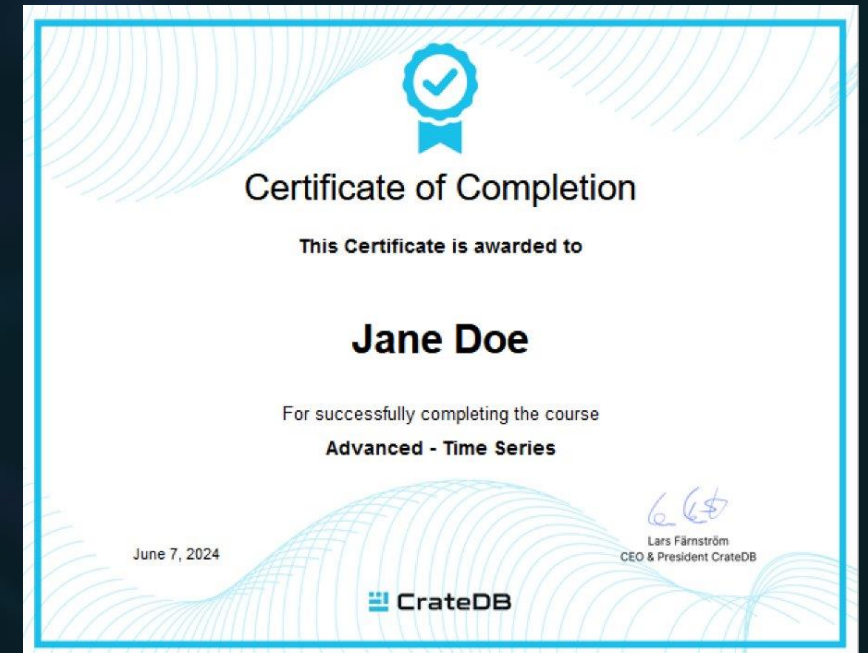 Certificate of Completion
This Certificate is awarded to
Jane Doe
For successfully completing the course
Advanced - Time Series
June 7, 2024
Lars Färnström
CEO & President CrateDB
CrateDB